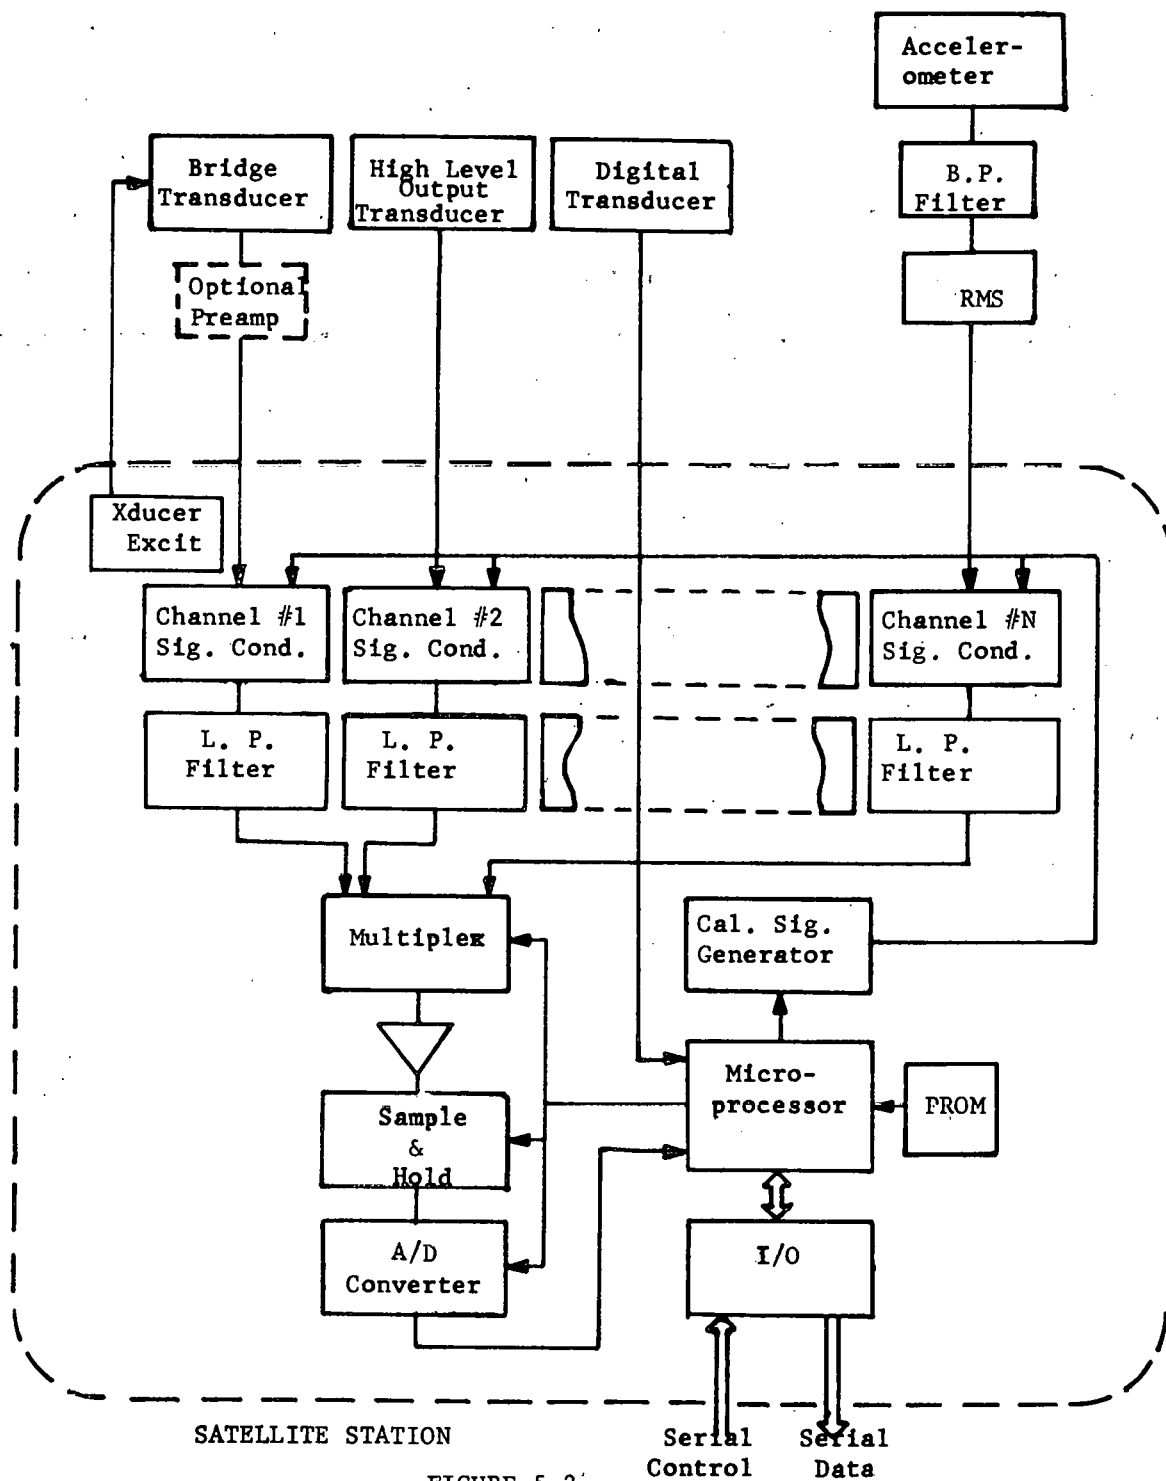 Acceler-
ometer
Bridge
Transducer
High Level
Output
Transducer
Digital
Transducer
B.P.
Filter
Optional
Preamp
RMS
Xducer
Excit
Channel #1
Sig. Cond.
Channel #2
Sig. Cond.
Channel #N
Sig. Cond.
L. P.
Filter
L. P.
Filter
L. P.
Filter
Multiplex
Cal. Sig.
Generator
Micro-
processor
PROM
Sample
&
Hold
A/D
Converter
I/O
SATELLITE STATION
Serial
Control
Serial
Data